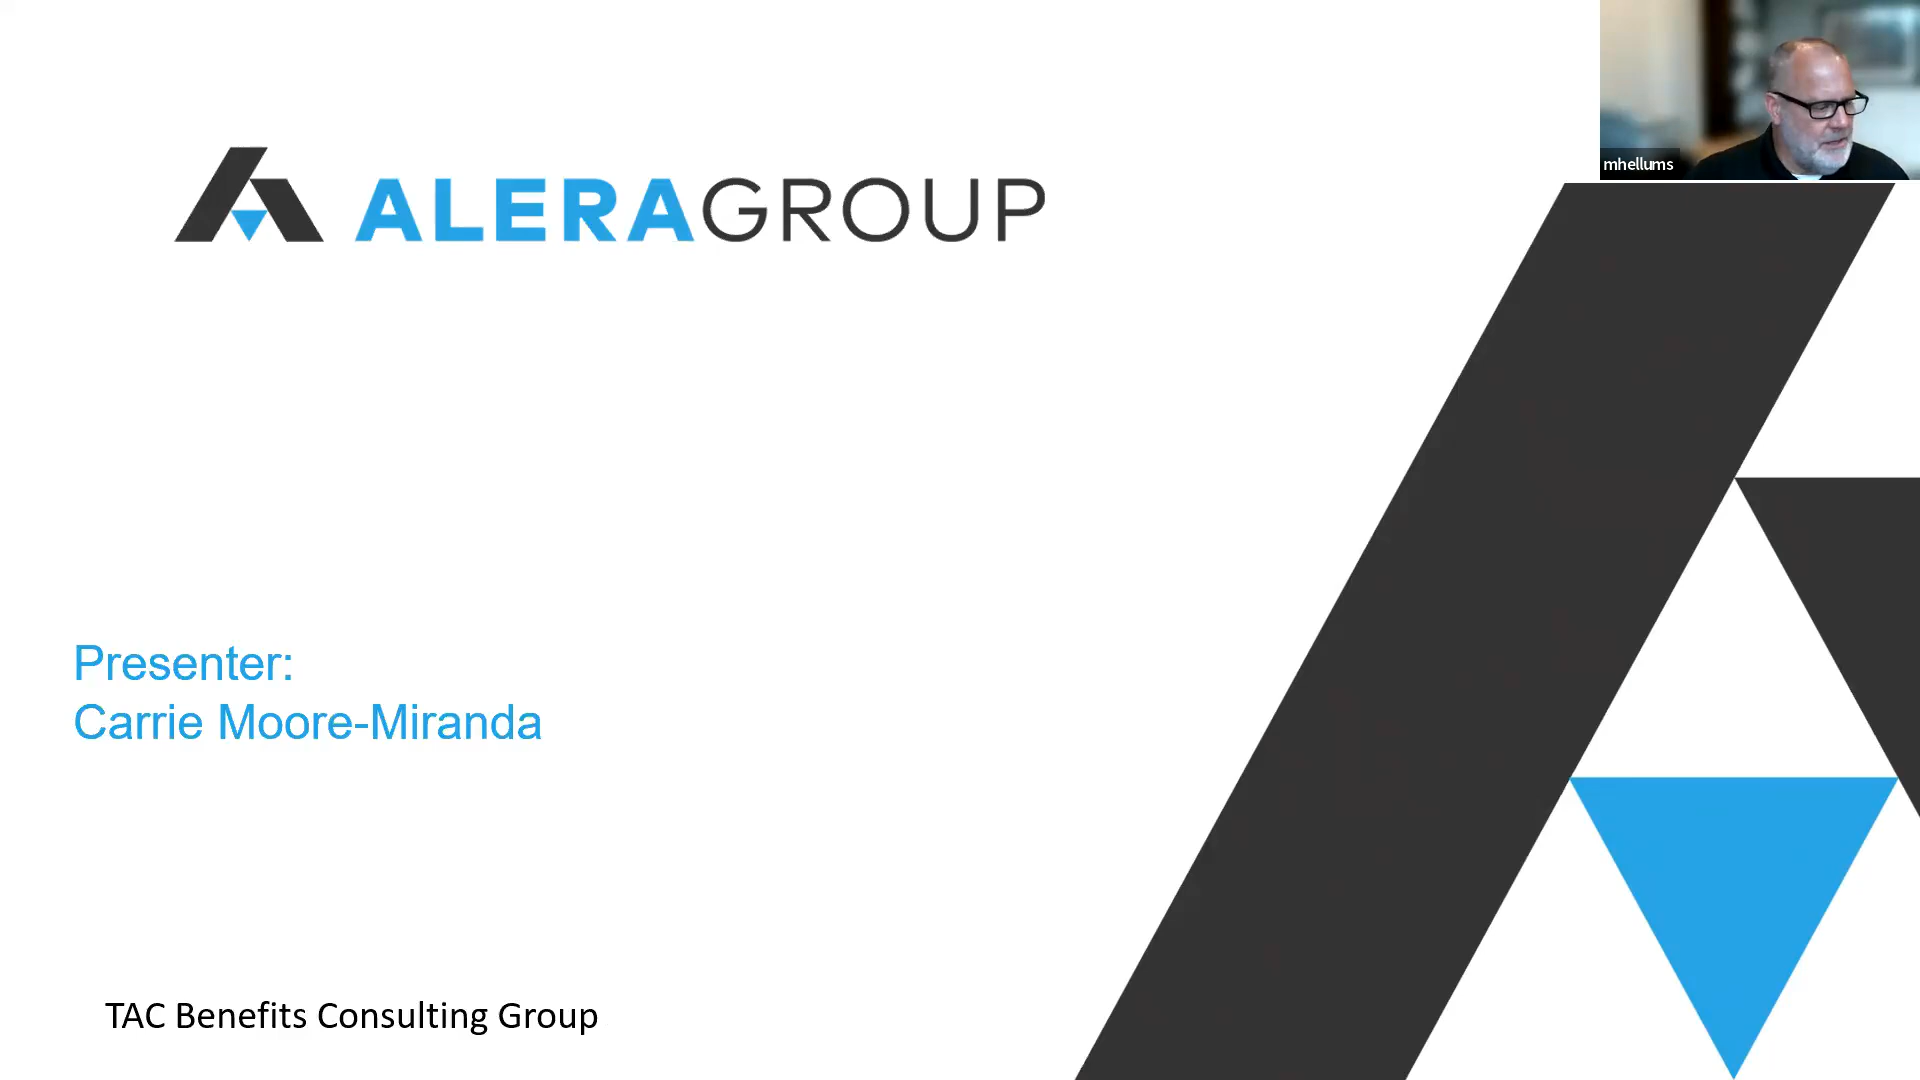 mhellums
ALERAGROUP
Presenter:
Carrie Moore-Miranda
TAC Benefits Consulting Group